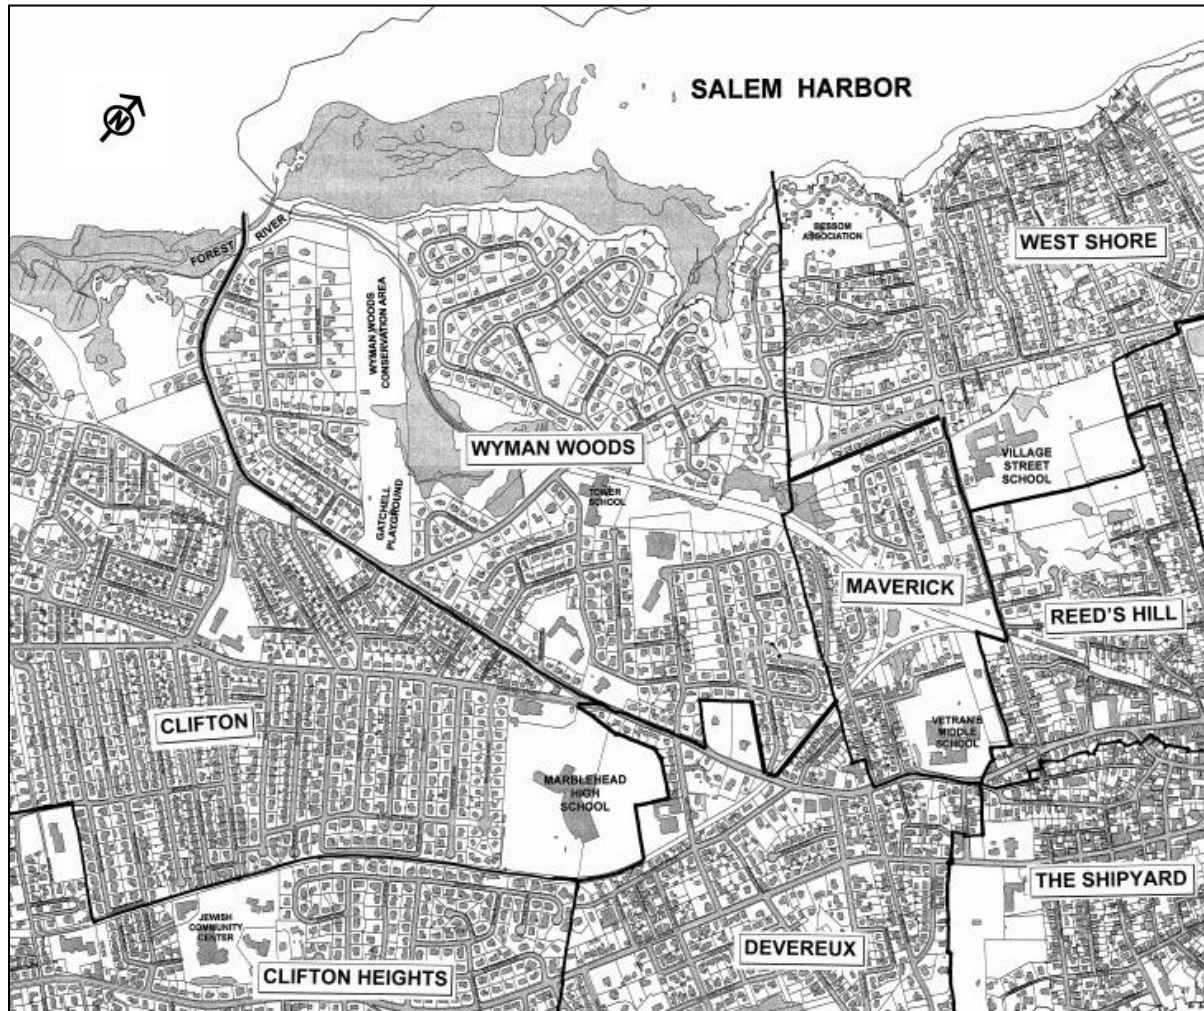 SALEM HARBOR
N
WEST SHORE
BESSOM
ASSOCIATION
FOREST RIVER
WYMAN WOODS
CONSERVATION AREA
WYMAN WOODS
VILLAGE
STREET
SCHOOL
TOWER
SCHOOL
GATCHELL
PLAYGROUND
MAVERICK
REED'S HILL
CLIFTON
VETRAN'S
MIDDLE
SCHOOL
MARBLEHEAD
HIGH
SCHOOL
THE SHIPYARD
JEWISH
COMMUNITY
CENTER
DEVEREUX
CLIFTON HEIGHTS